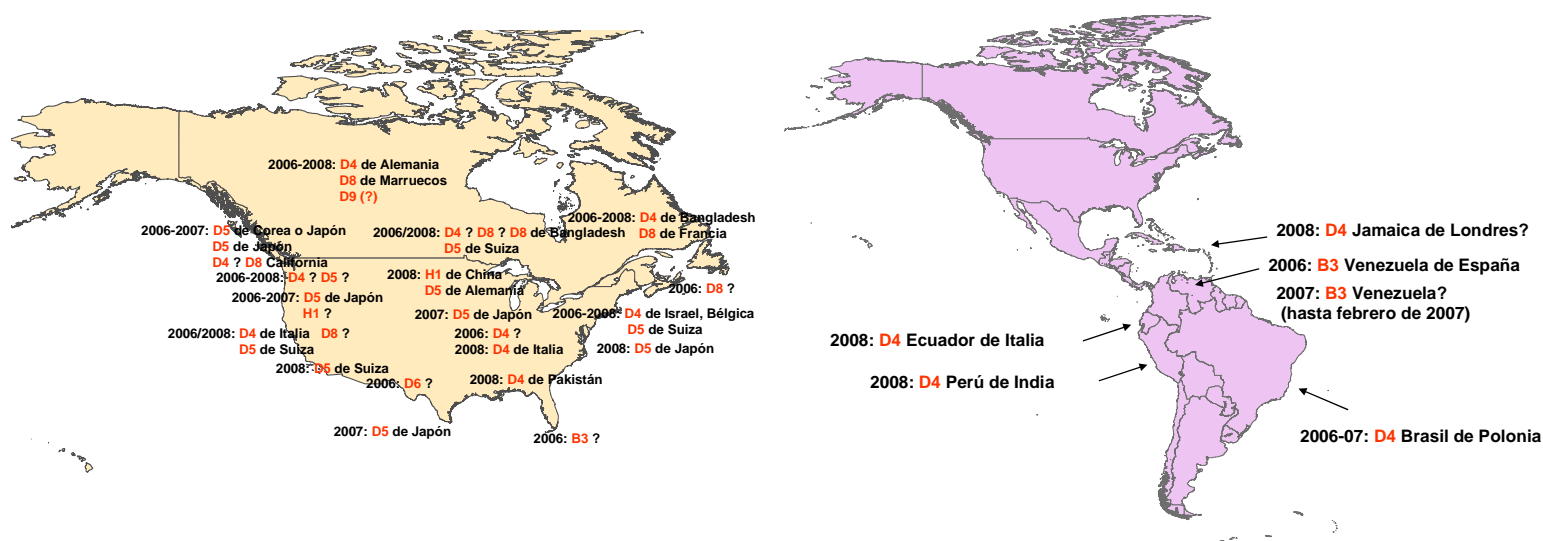 2006-2008: D4 de Alemania
D8 de Marruecos
D9 (?)
2006-2007: D5 de Corea o Japón
D5 de Japón
D4 ? D8 California
2006/2008: D4 ? D8 ? D8 de Bangladesh
D5 de Suiza
2006-2008: D4 de Bangladesh
D8 de Francia
2006-2008: D4 ? D5 ?
2008: H1 de China
D5 de Alemania
2006: D8 ?
2006-2007: D5 de Japón
H1 ?
2007: D5 de Japón
2006-2008: D4 de Israel, Bélgica
D5 de Suiza
2006/2008: D4 de Italia D8 ?
D5 de Suiza
2006: D4 ?
2008: D4 de Italia
2008: D5 de Japón
2008: D5 de Suiza
2006: D6 ?
2008: D4 de Pakistán
2007: D5 de Japón
2006: B3 ?
2008: D4 Jamaica de Londres?
2006: B3 Venezuela de España
2007: B3 Venezuela?
(hasta febrero de 2007)
2008: D4 Ecuador de Italia
2008: D4 Perú de India
2006-07: D4 Brasil de Polonia